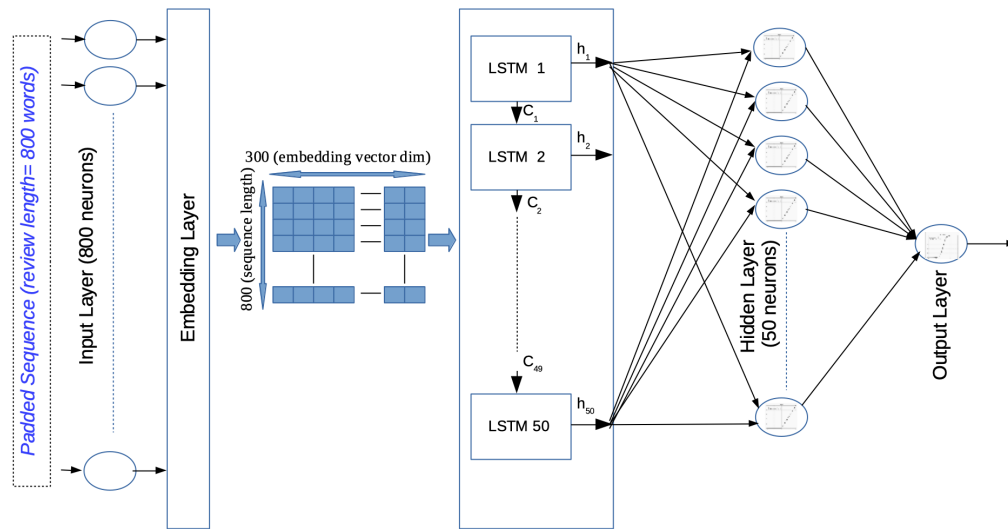 Padded Sequence (review length= 800 words)
Input Layer (800 neurons)
Embedding Layer
300 (embedding vector dim)
800 (sequence length)
LSTM 1
h1
C1
LSTM 2
h2
C2
C49
LSTM 50
h50
Hidden Layer
(50 neurons)
Output Layer